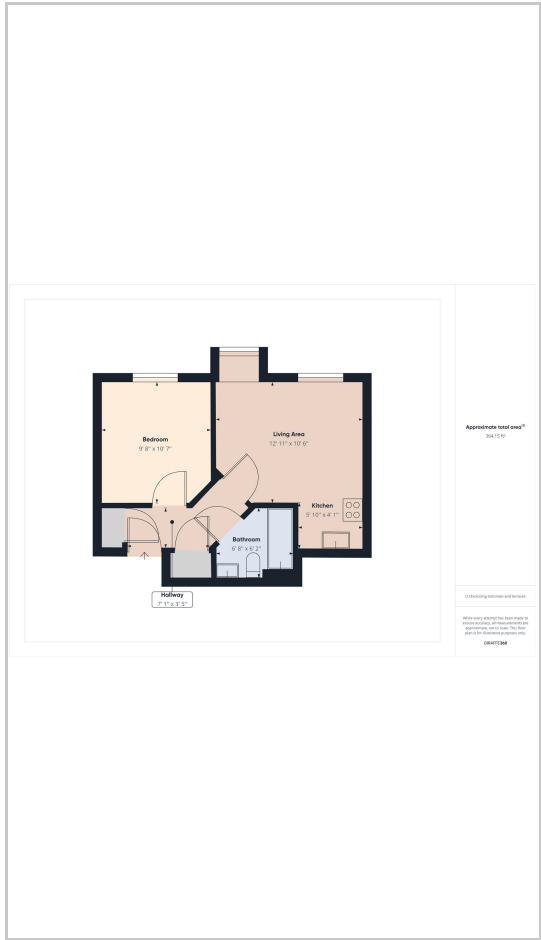 Bedroom
9' 8" x 10' 7"
Living Area
12' 11" x 10' 6"
Kitchen
5' 10" x 4' 1"
Bathroom
6' 8" x 6' 2"
Hallway
7' 1" x 3' 5"
Approximate total area(1)
364.15 ft²
(1) Excluding balconies and terraces
While every attempt has been made to
ensure accuracy, all measurements are
approximate, not to scale. This floor
plan is for illustrative purposes only.
GIRAFFE360